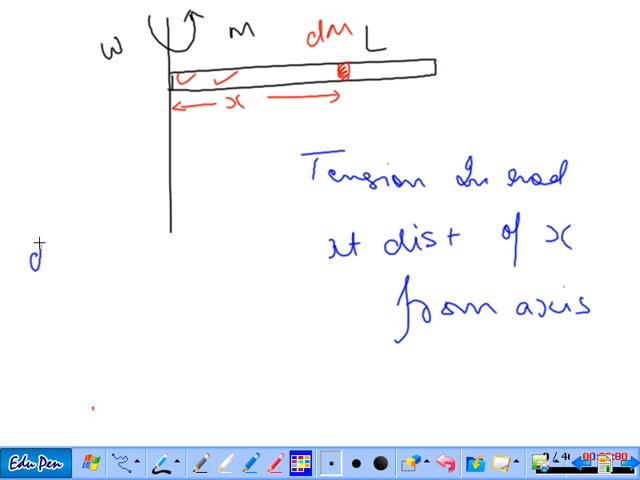 W M dM L
x
Tension In rod
at dist of x
from axis
d
Edu Pen